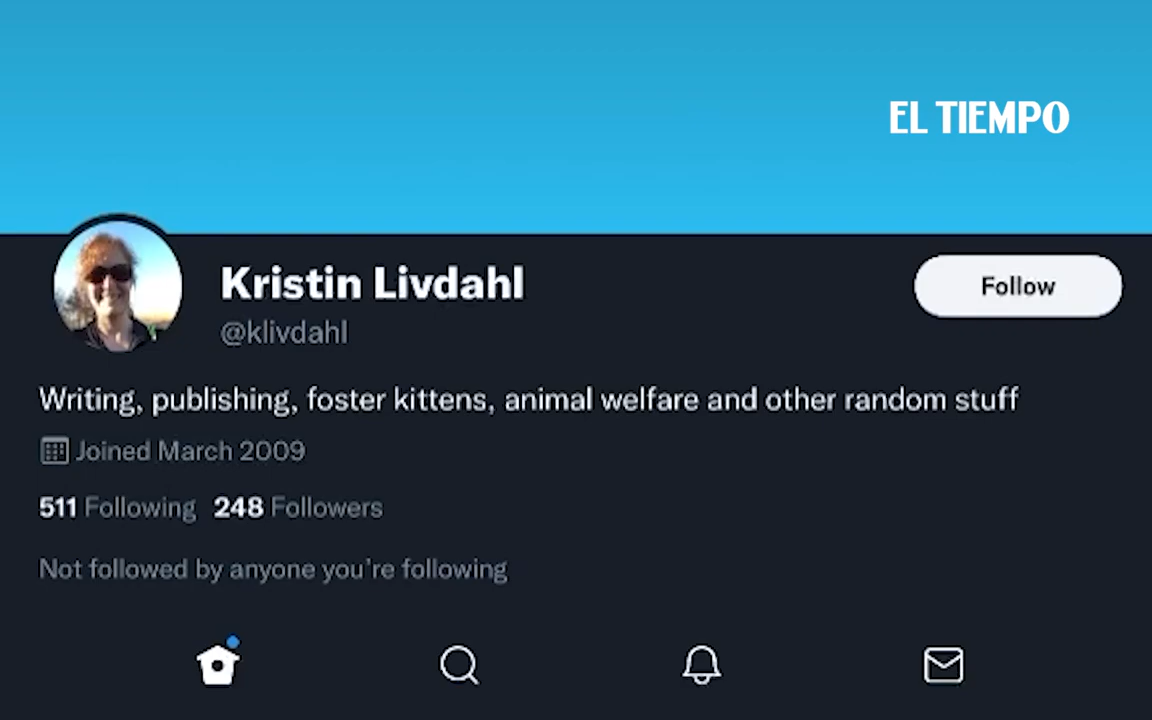 EL TIEMPO
Kristin Livdahl
Follow
@klivdahl
Writing, publishing, foster kittens, animal welfare and other random stuff
Joined March 2009
511 Following 248 Followers
Not followed by anyone you're following